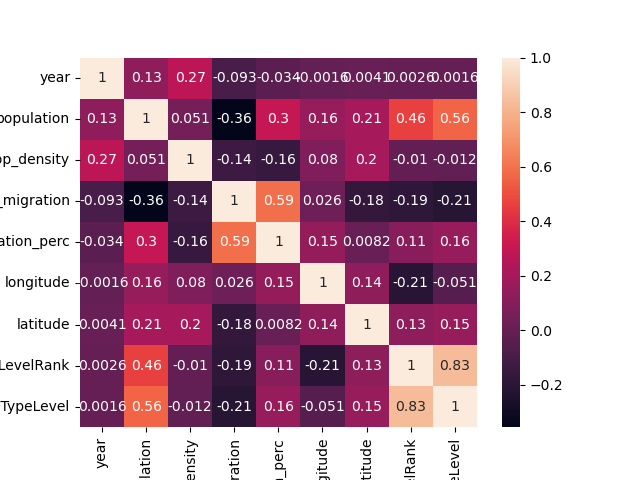 year 1 0.13 0.27 -0.093 -0.034 -0.0016 0.0041 0.0026 0.0016
population 0.13 1 0.051 -0.36 0.3 0.16 0.21 0.46 0.56
op_density 0.27 0.051 1 -0.14 -0.16 0.08 0.2 -0.01 -0.012
_migration -0.093 -0.36 -0.14 1 0.59 0.026 -0.18 -0.19 -0.21
ation_perc -0.034 0.3 -0.16 0.59 1 0.15 0.0082 0.11 0.16
longitude -0.0016 0.16 0.08 0.026 0.15 1 0.14 -0.21 -0.051
latitude 0.0041 0.21 0.2 -0.18 0.0082 0.14 1 0.13 0.15
LevelRank 0.0026 0.46 -0.01 -0.19 0.11 -0.21 0.13 1 0.83
TypeLevel 0.0016 0.56 -0.012 -0.21 0.16 -0.051 0.15 0.83 1
year
lation
ensity
ration
_perc
gitude
titude
elRank
eLevel
1.0
0.8
0.6
0.4
0.2
0.0
−0.2